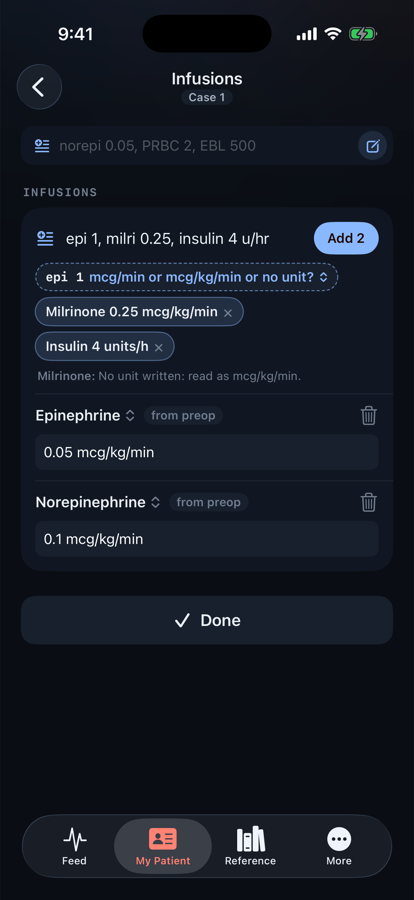 9:41
Infusions
Case 1
norepi 0.05, PRBC 2, EBL 500
INFUSIONS
epi 1, milri 0.25, insulin 4 u/hr
Add 2
epi 1 mcg/min or mcg/kg/min or no unit?
Milrinone 0.25 mcg/kg/min ×
Insulin 4 units/h ×
Milrinone: No unit written: read as mcg/kg/min.
Epinephrine from preop
0.05 mcg/kg/min
Norepinephrine from preop
0.1 mcg/kg/min
Done
Feed
My Patient
Reference
More